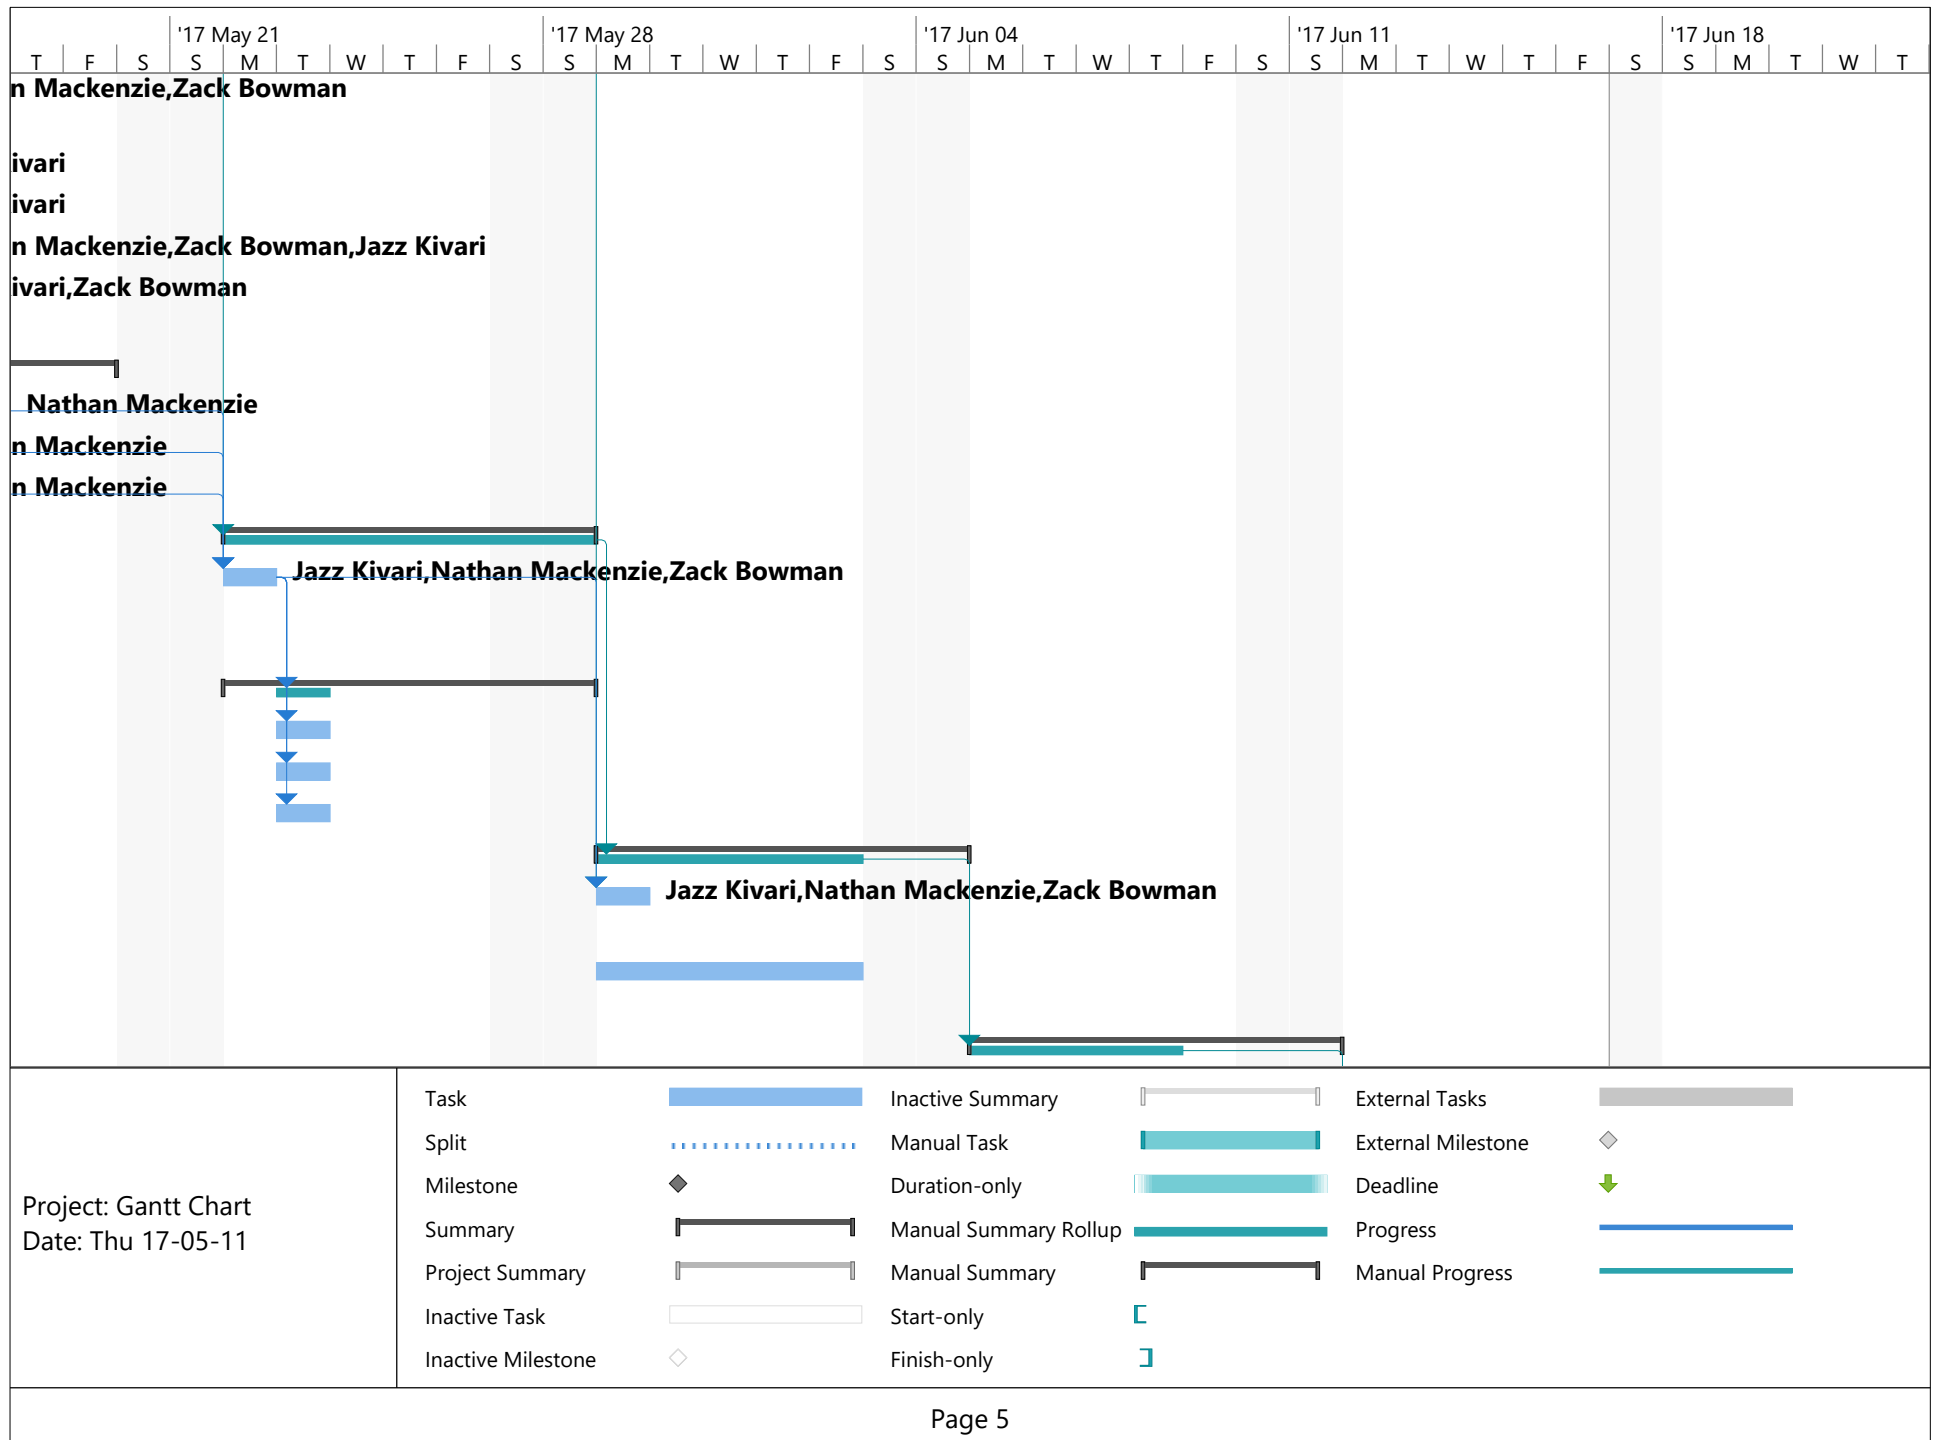 '17 May 21 '17 May 28 '17 Jun 04 '17 Jun 11 '17 Jun 18
T F S S M T W T F S S M T W T F S S M T W T F S S M T W T F S S M T W T
n Mackenzie,Zack Bowman
ivari
ivari
n Mackenzie,Zack Bowman,Jazz Kivari
ivari,Zack Bowman
Nathan Mackenzie
n Mackenzie
n Mackenzie
Jazz Kivari,Nathan Mackenzie,Zack Bowman
Jazz Kivari,Nathan Mackenzie,Zack Bowman
Project: Gantt Chart
Date: Thu 17-05-11
Task Inactive Summary External Tasks
Split Manual Task External Milestone
Milestone Duration-only Deadline
Summary Manual Summary Rollup Progress
Project Summary Manual Summary Manual Progress
Inactive Task Start-only
Inactive Milestone Finish-only
Page 5